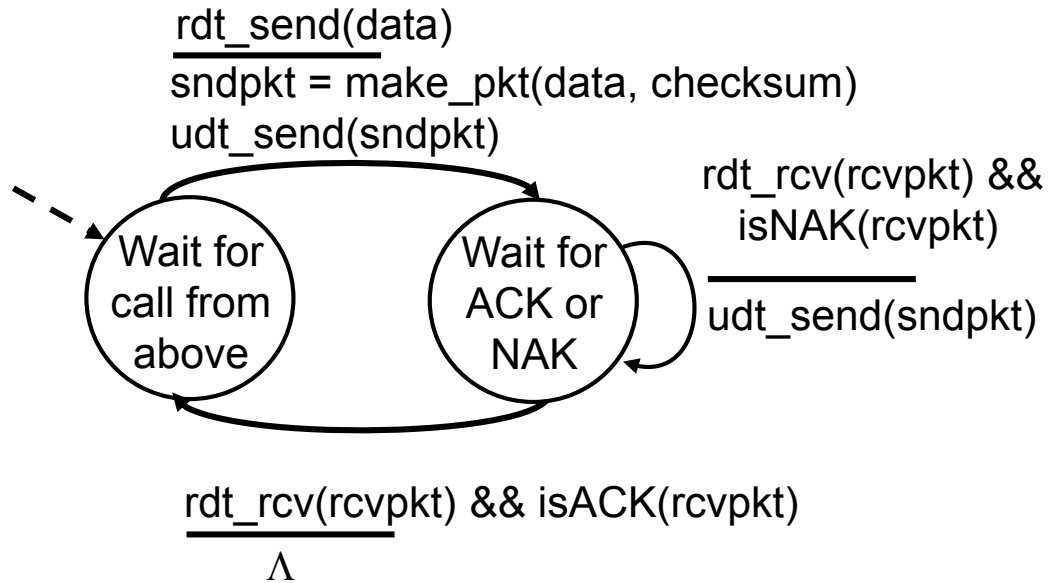 rdt_send(data)
sndpkt = make_pkt(data, checksum)
udt_send(sndpkt)
rdt_rcv(rcvpkt) &&
isNAK(rcvpkt)
udt_send(sndpkt)
Wait for
call from
above
Wait for
ACK or
NAK
rdt_rcv(rcvpkt) && isACK(rcvpkt)
Λ